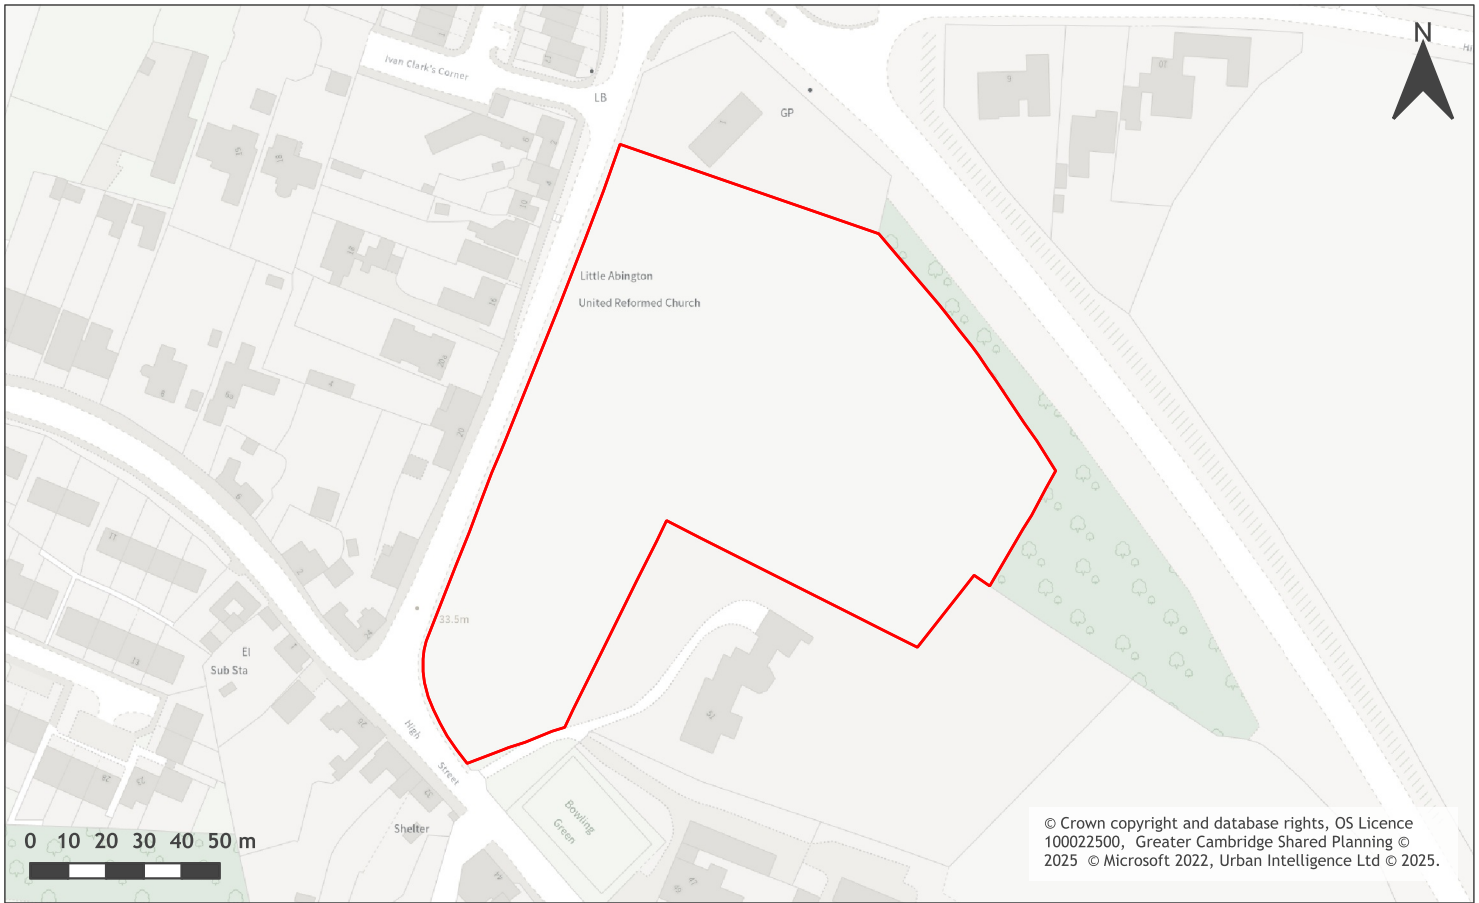 N
Ivan Clark's Corner
LB
GP
Little Abington
United Reformed Church
33.5m
El
Sub Sta
High
Street
Bowling
Green
Shelter
0 10 20 30 40 50 m
© Crown copyright and database rights, OS Licence
100022500, Greater Cambridge Shared Planning ©
2025 © Microsoft 2022, Urban Intelligence Ltd © 2025.